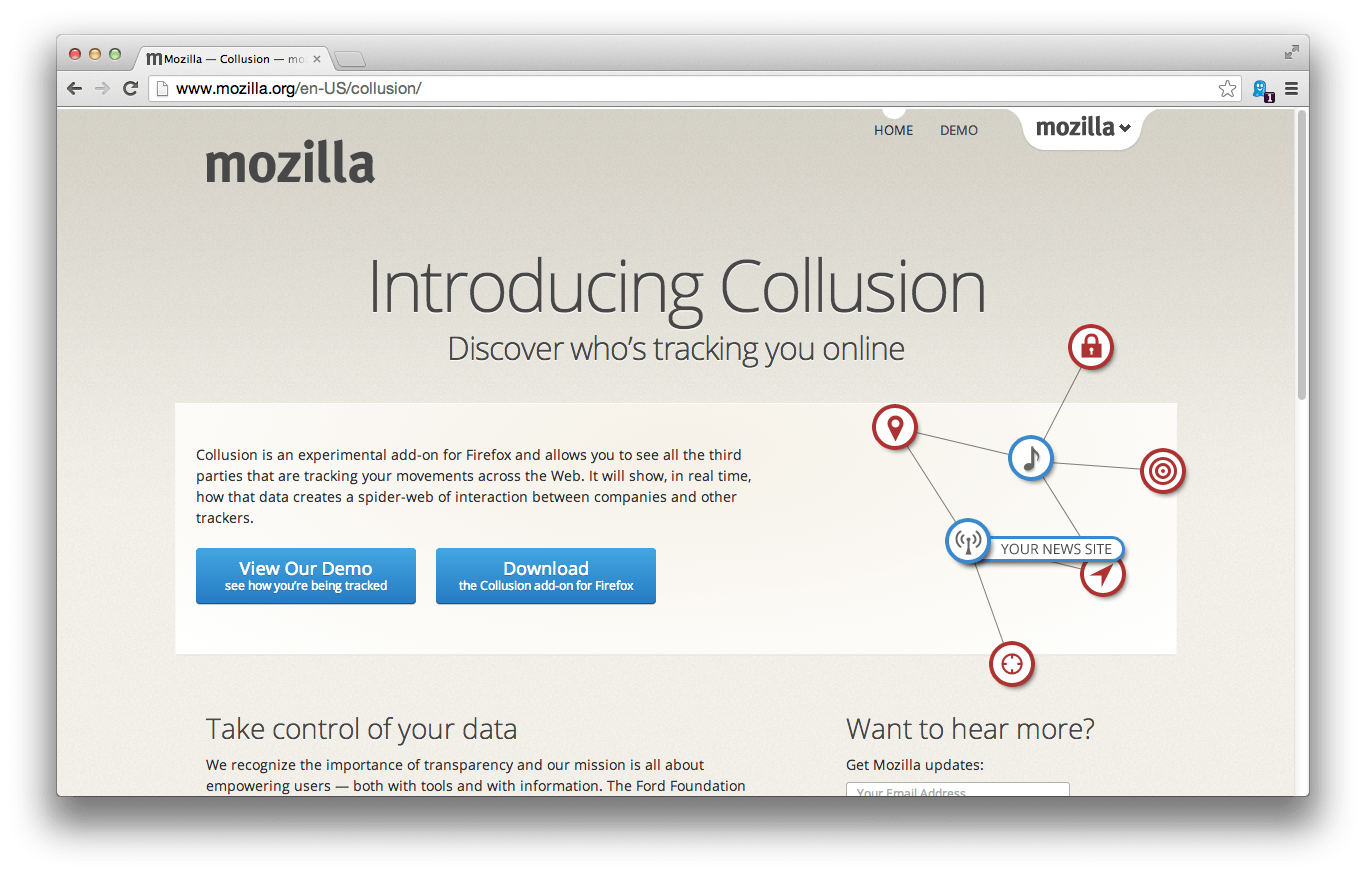 Mozilla — Collusion — mo
www.mozilla.org/en-US/collusion/
1
HOME
DEMO
mozilla
mozilla
Introducing Collusion
Discover who's tracking you online
Collusion is an experimental add-on for Firefox and allows you to see all the third
parties that are tracking your movements across the Web. It will show, in real time,
how that data creates a spider-web of interaction between companies and other
trackers.
YOUR NEWS SITE
View Our Demo
see how you're being tracked
Download
the Collusion add-on for Firefox
Take control of your data
We recognize the importance of transparency and our mission is all about
empowering users — both with tools and with information. The Ford Foundation
Want to hear more?
Get Mozilla updates:
Your Email Address